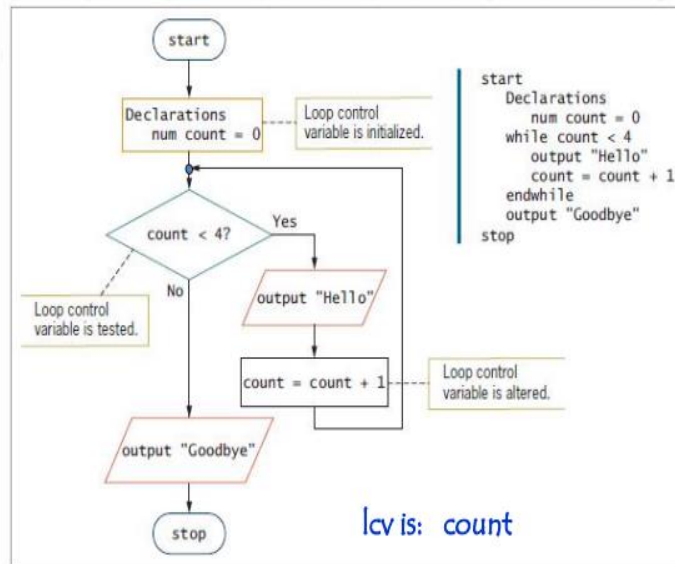 start
Declarations
num count = 0
Loop control
variable is initialized.
count < 4?
Yes
No
Loop control
variable is tested.
output "Hello"
count = count + 1
Loop control
variable is altered.
output "Goodbye"
stop
lcv is: count
start
Declarations
num count = 0
while count < 4
output "Hello"
count = count + 1
endwhile
output "Goodbye"
stop